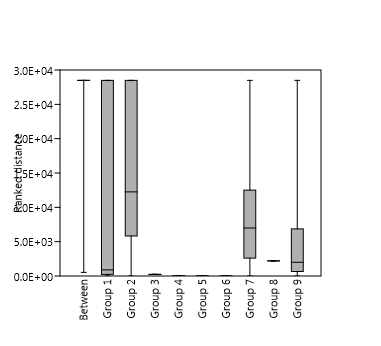 3.0E+04
2.5E+04
2.0E+04
1.5E+04
1.0E+04
5.0E+03
0.0E+00
Ranked distance
Between
Group 1
Group 2
Group 3
Group 4
Group 5
Group 6
Group 7
Group 8
Group 9